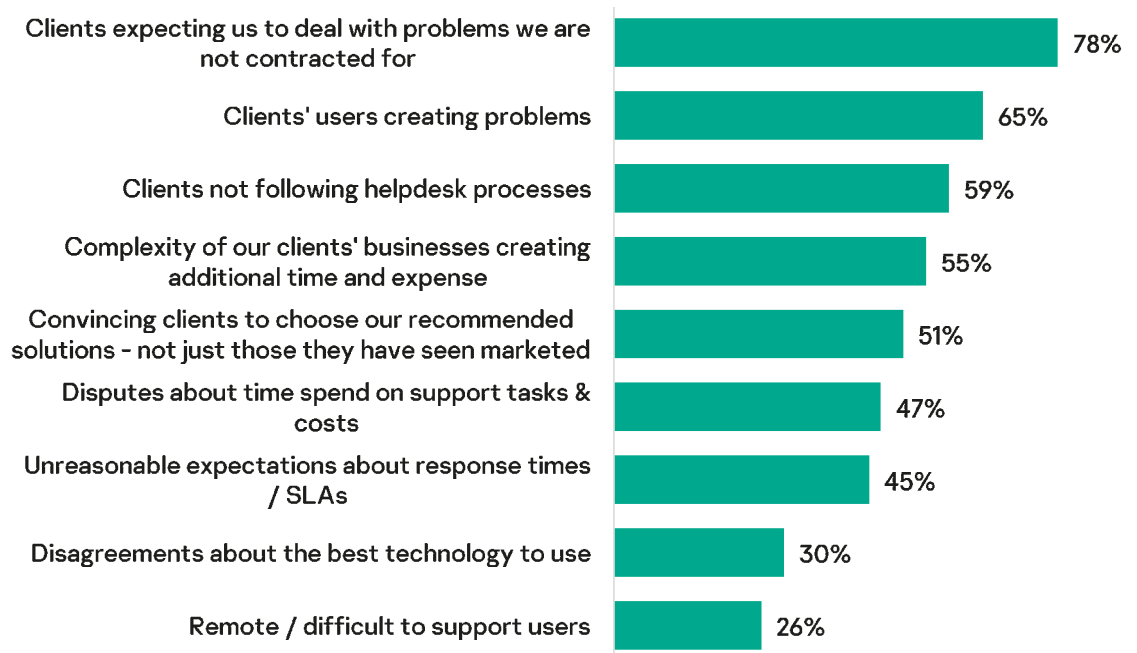 Clients expecting us to deal with problems we are
not contracted for
78%
Clients' users creating problems
65%
Clients not following helpdesk processes
59%
Complexity of our clients' businesses creating
additional time and expense
55%
Convincing clients to choose our recommended
solutions - not just those they have seen marketed
51%
Disputes about time spend on support tasks &
costs
47%
Unreasonable expectations about response times
/ SLAs
45%
Disagreements about the best technology to use
30%
Remote / difficult to support users
26%